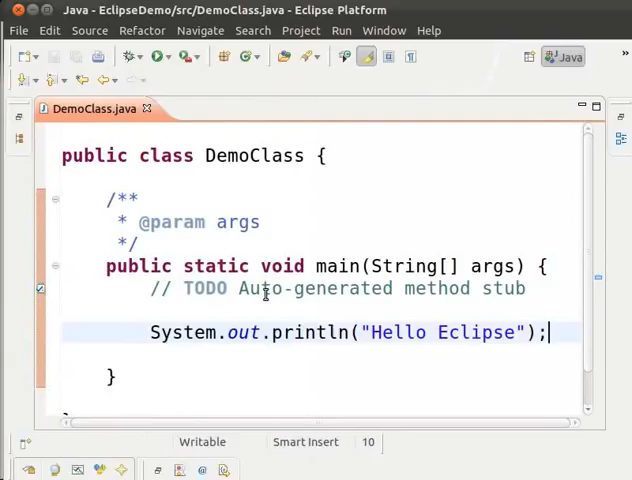 Java - EclipseDemo/src/DemoClass.java - Eclipse Platform
File Edit Source Refactor Navigate Search Project Run Window Help
Java
DemoClass.java
public class DemoClass {
/**
* @param args
*/
public static void main(String[] args) {
// TODO Auto-generated method stub
System.out.println("Hello Eclipse");
}
Writable Smart Insert 10